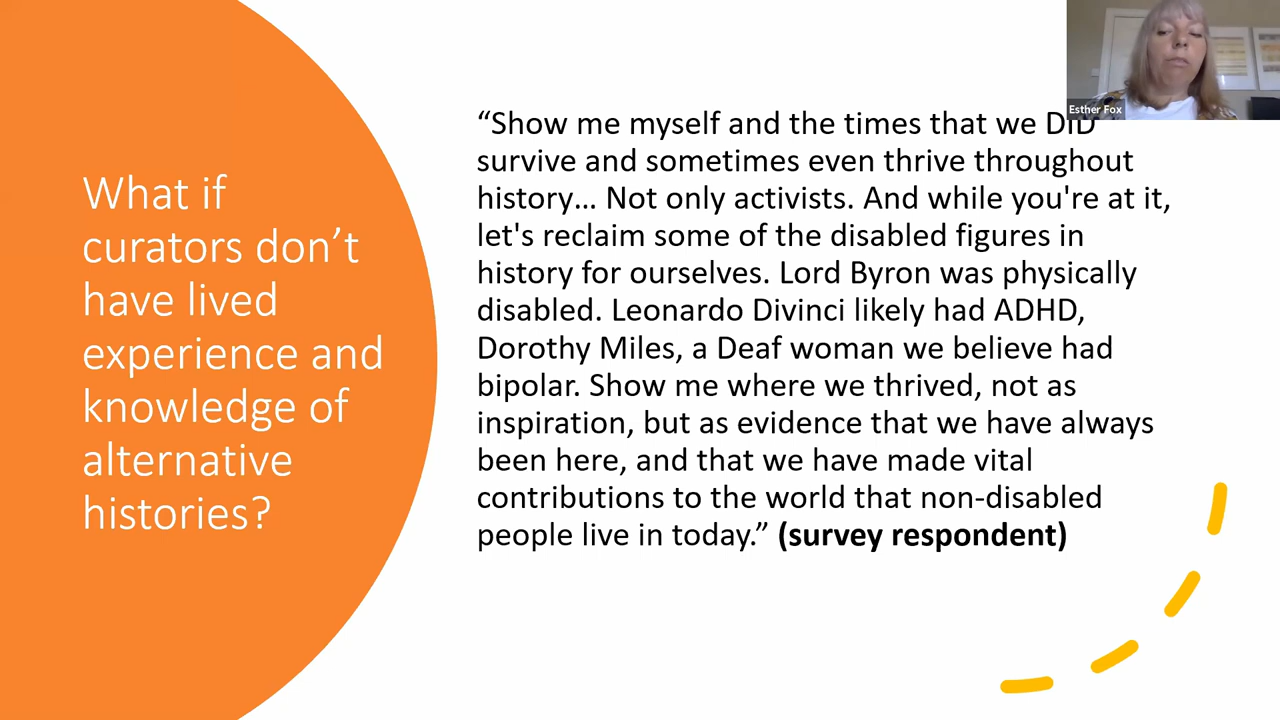 What if
curators don’t
have lived
experience and
knowledge of
alternative
histories?
“Show me myself and the times that we DID
survive and sometimes even thrive throughout
history… Not only activists. And while you're at it,
let's reclaim some of the disabled figures in
history for ourselves. Lord Byron was physically
disabled. Leonardo Divinci likely had ADHD,
Dorothy Miles, a Deaf woman we believe had
bipolar. Show me where we thrived, not as
inspiration, but as evidence that we have always
been here, and that we have made vital
contributions to the world that non-disabled
people live in today.” (survey respondent)
Esther Fox